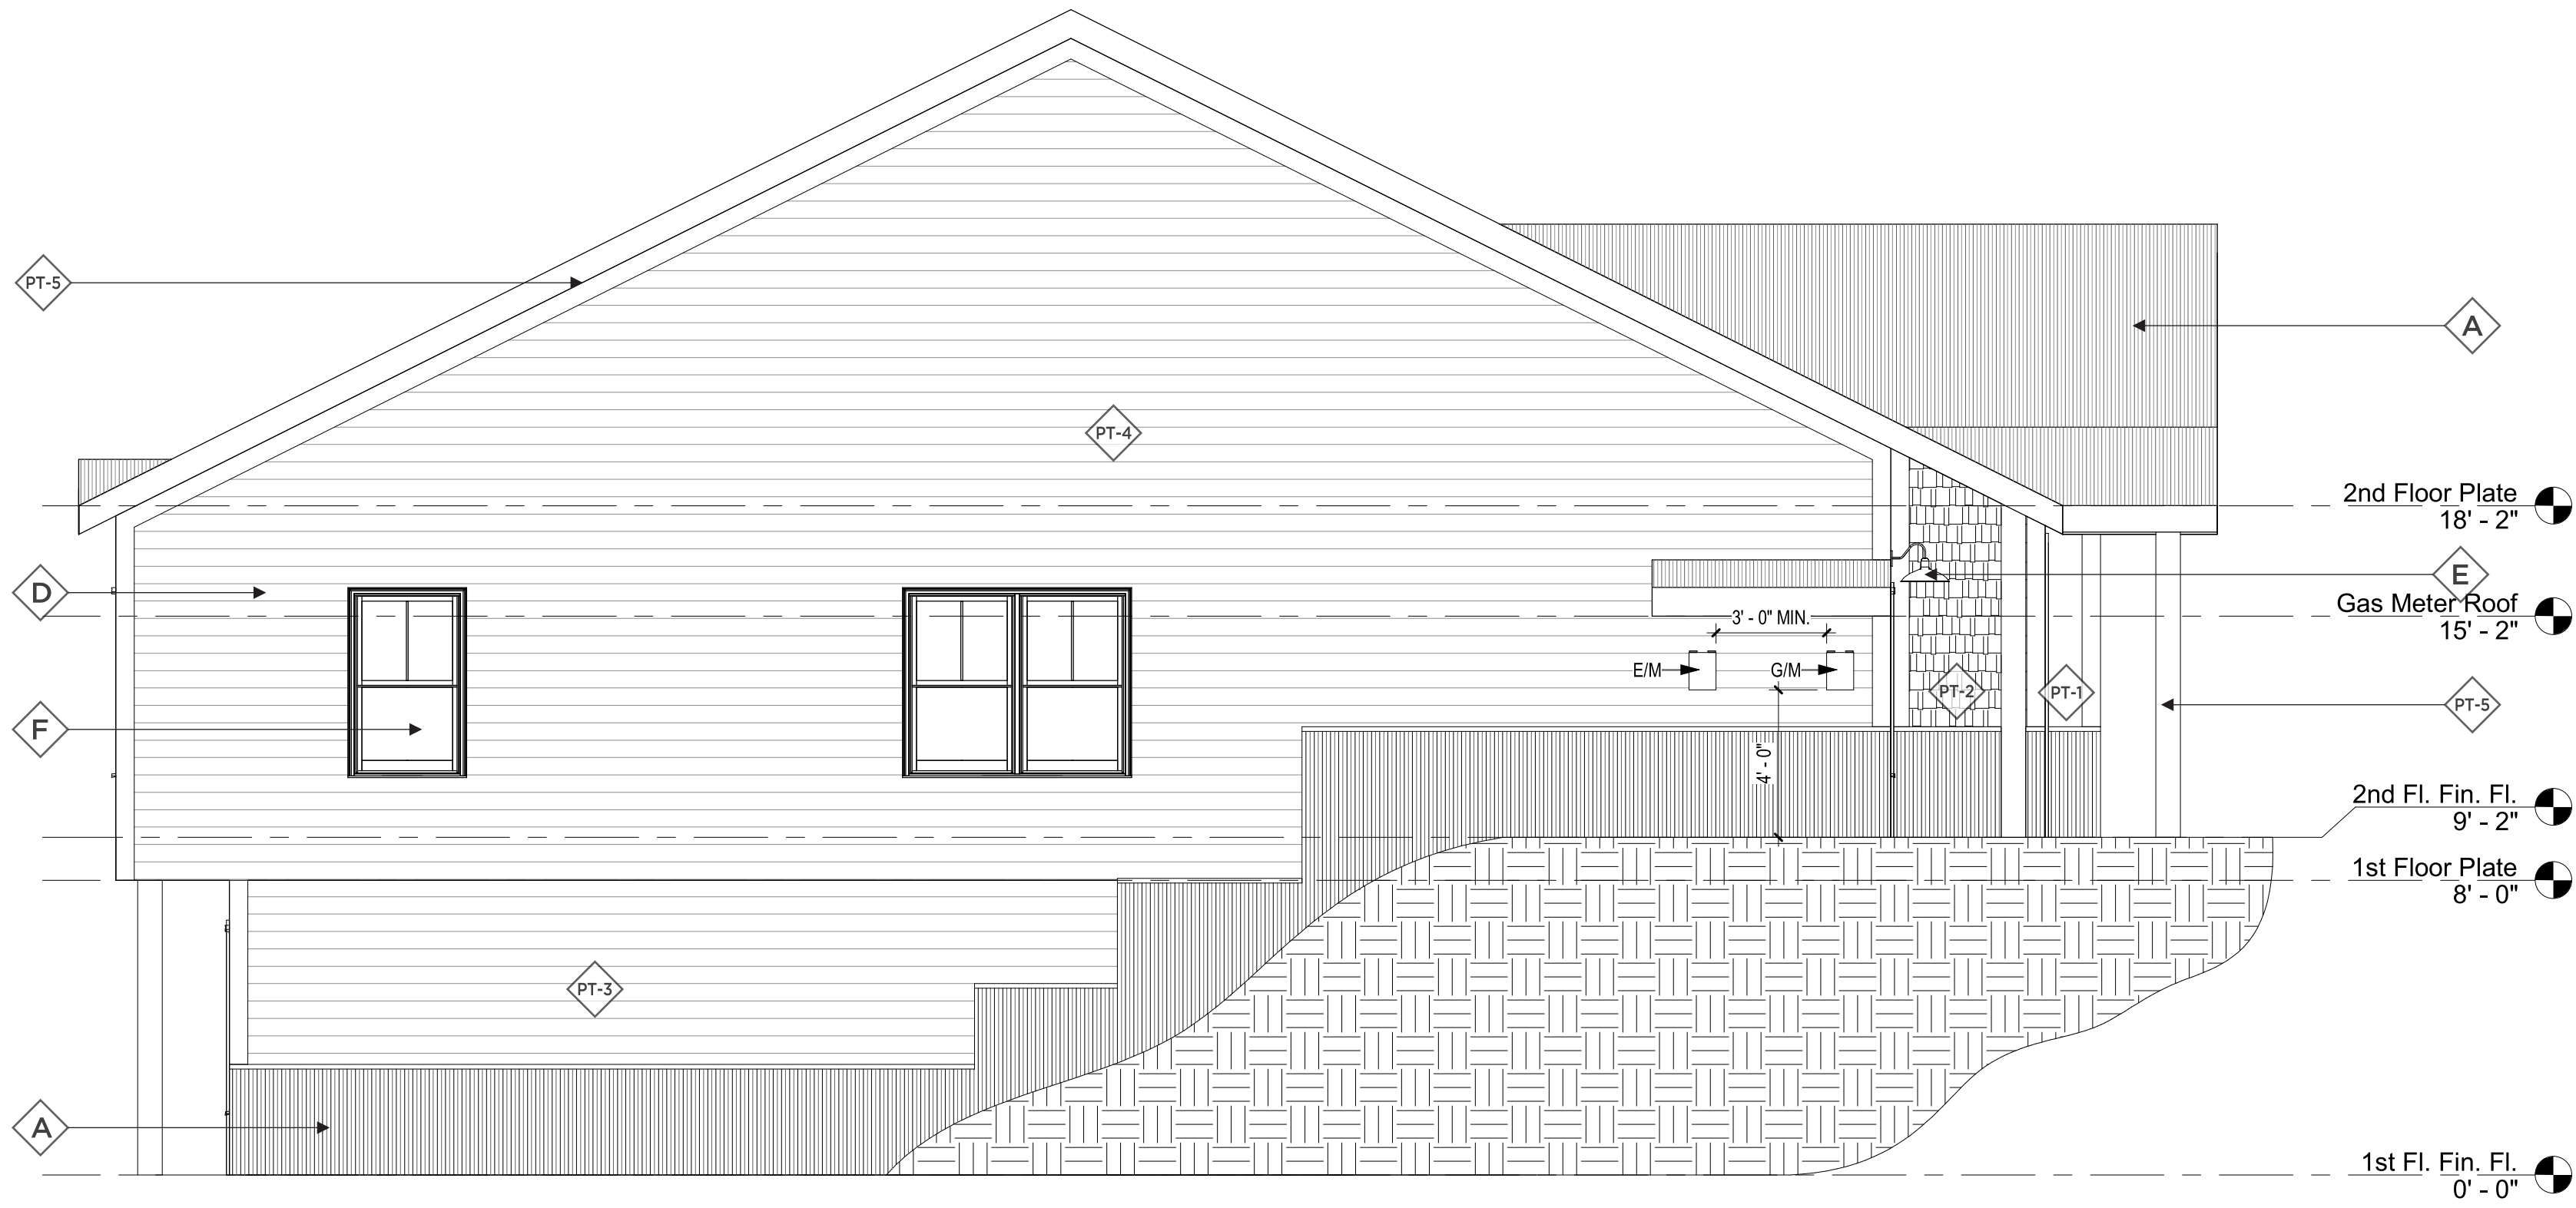 PT-5
A
PT-4
2nd Floor Plate
18' - 2"
D
E
Gas Meter Roof
15' - 2"
3' - 0" MIN.
E/M
G/M
PT-2
PT-1
PT-5
F
4' - 0"
2nd Fl. Fin. Fl.
9' - 2"
1st Floor Plate
8' - 0"
PT-3
A
1st Fl. Fin. Fl.
0' - 0"